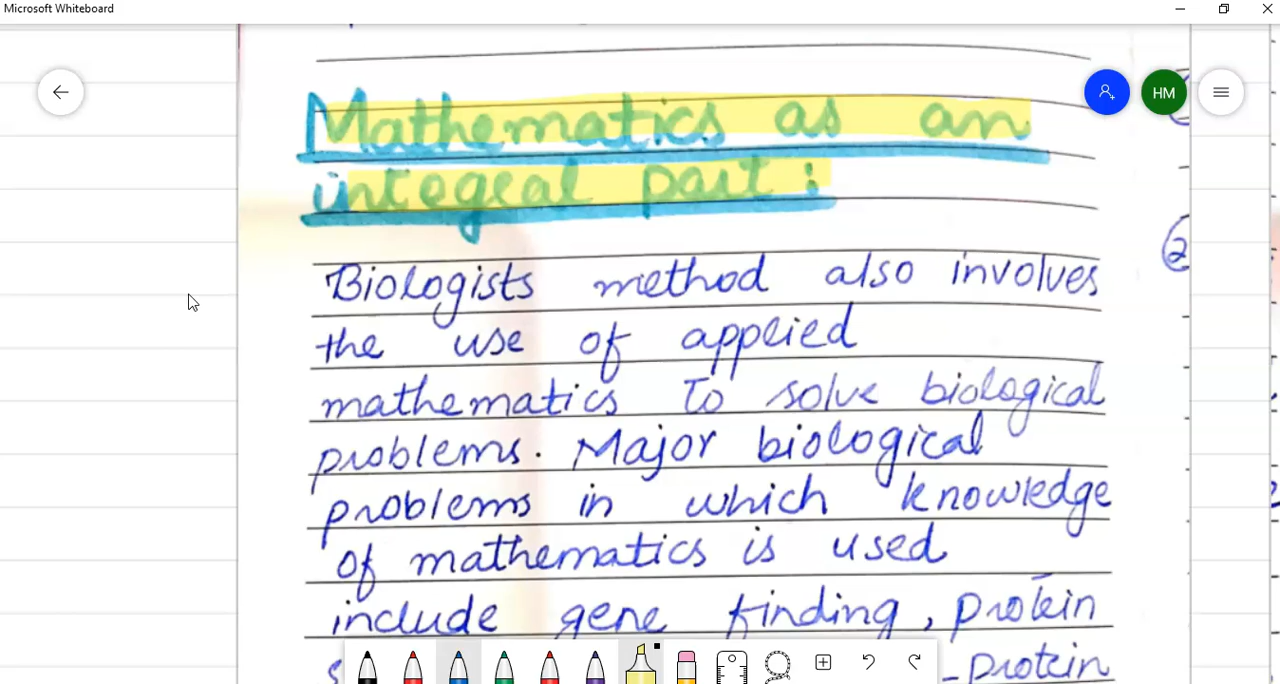 Microsoft Whiteboard
HM
Mathematics as an
integral part:
2
Biologists method also involves
the use of applied
mathematics To solve biological
problems. Major biological
problems in which knowledge
of mathematics is used
include gene finding, protein
-protein